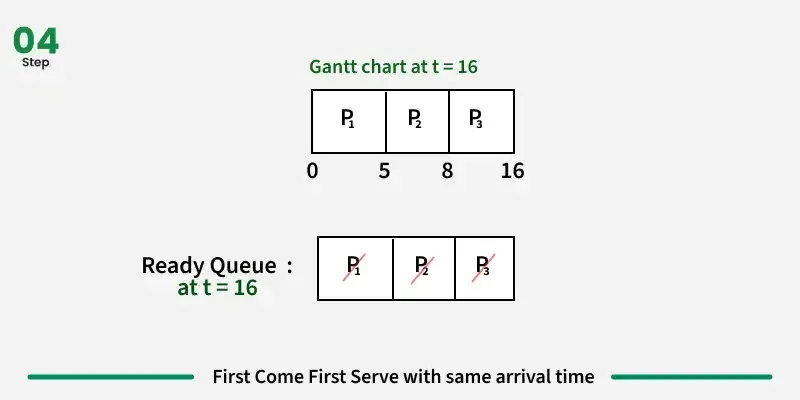 04
Step
Gantt chart at t = 16
P1 P2 P3
0 5 8 16
Ready Queue : P1 P2 P3
at t = 16
First Come First Serve with same arrival time